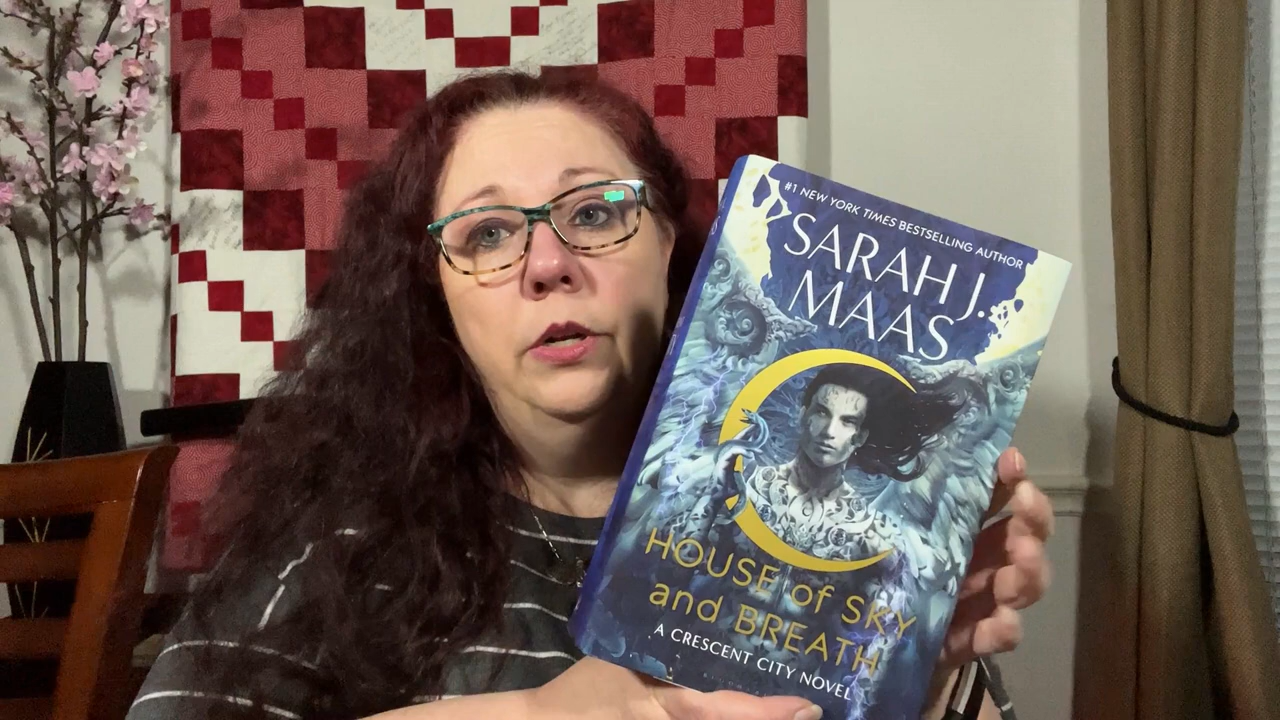 #1 NEW YORK TIMES BESTSELLING AUTHOR
SARAH J.
MAAS
HOUSE of SKY
and BREATH
A CRESCENT CITY NOVEL